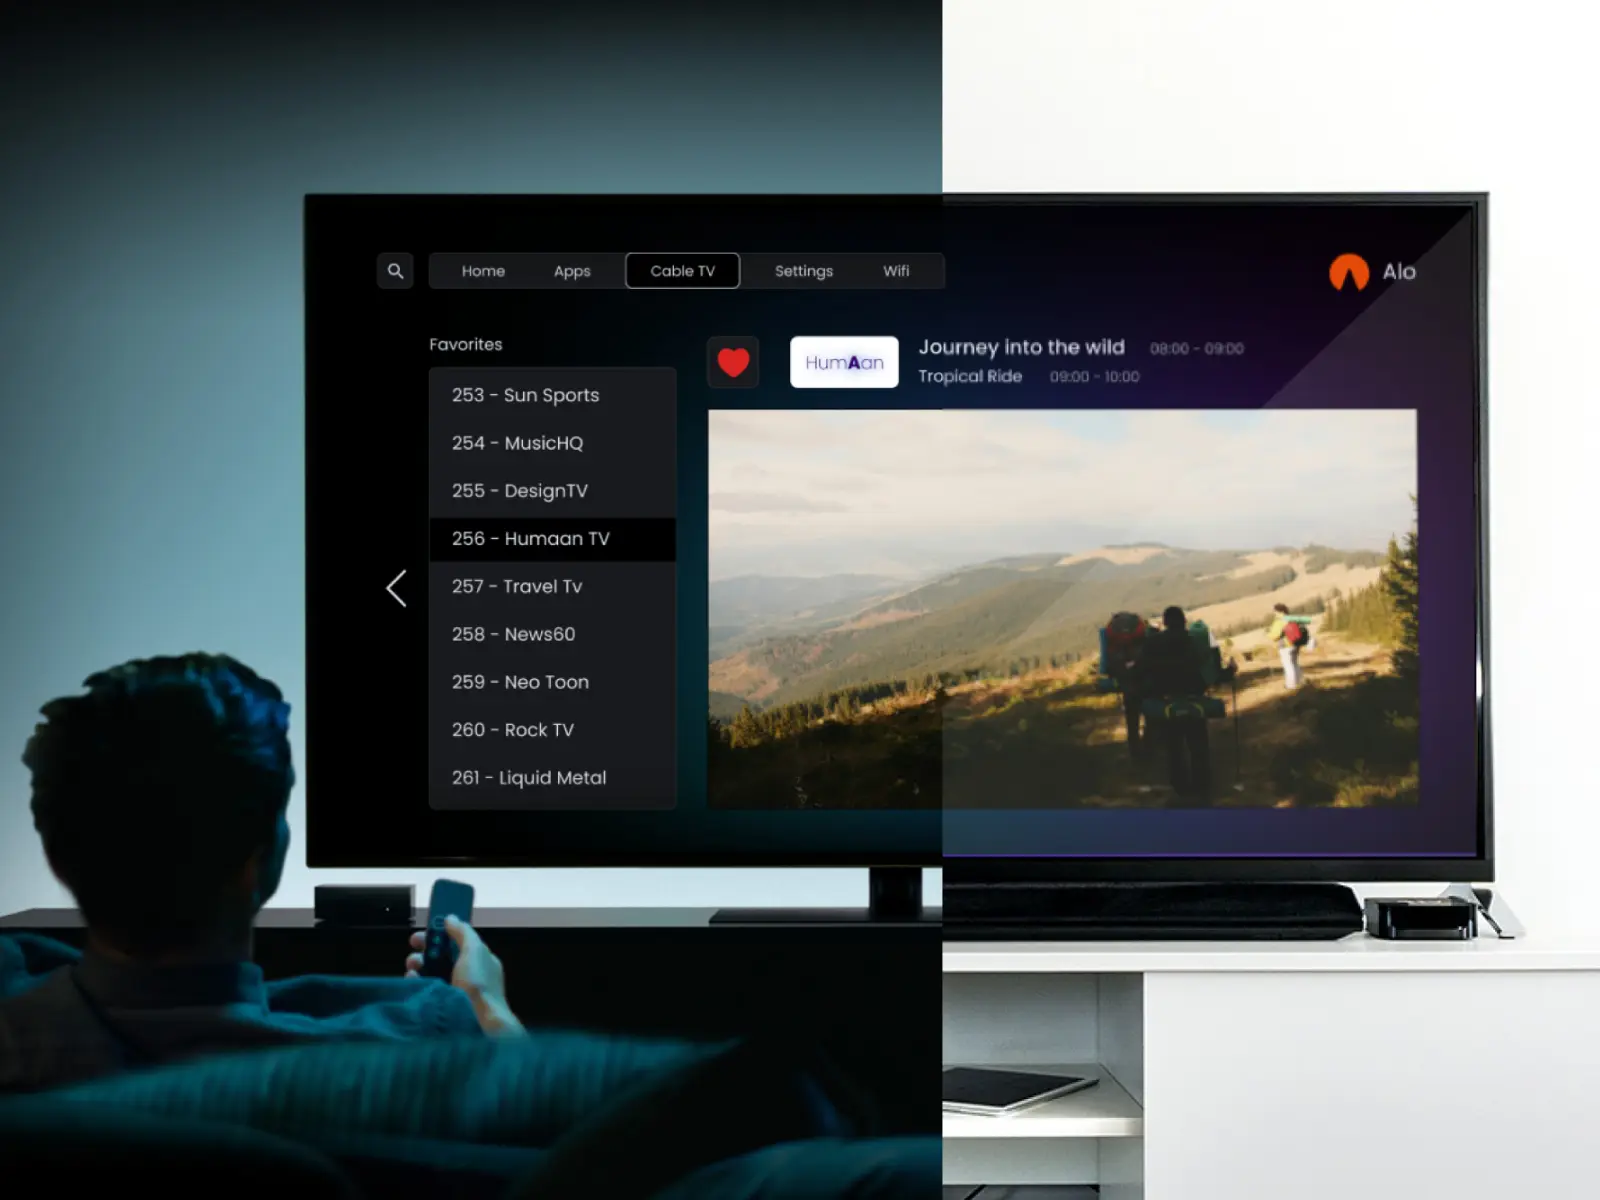 Home Apps Cable TV Settings Wifi
Alo
Favorites
253 - Sun Sports
254 - MusicHQ
255 - DesignTV
256 - Humaan TV
257 - Travel Tv
258 - News60
259 - Neo Toon
260 - Rock TV
261 - Liquid Metal
HumAan
Journey into the wild 08:00 - 09:00
Tropical Ride 09:00 - 10:00